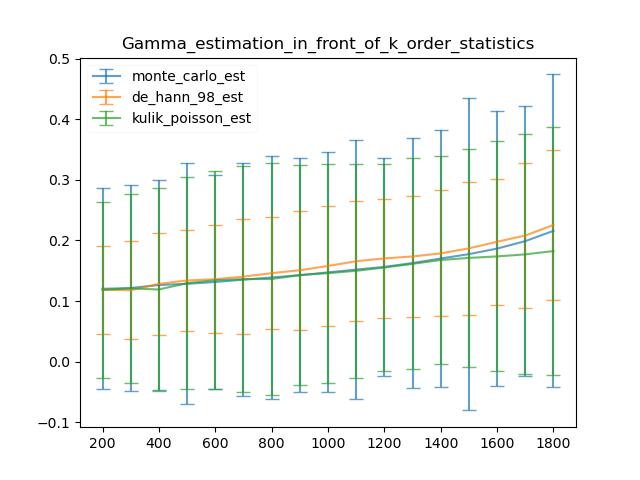 Gamma_estimation_in_front_of_k_order_statistics
monte_carlo_est
de_hann_98_est
kulik_poisson_est
0.5
0.4
0.3
0.2
0.1
0.0
−0.1
200 400 600 800 1000 1200 1400 1600 1800